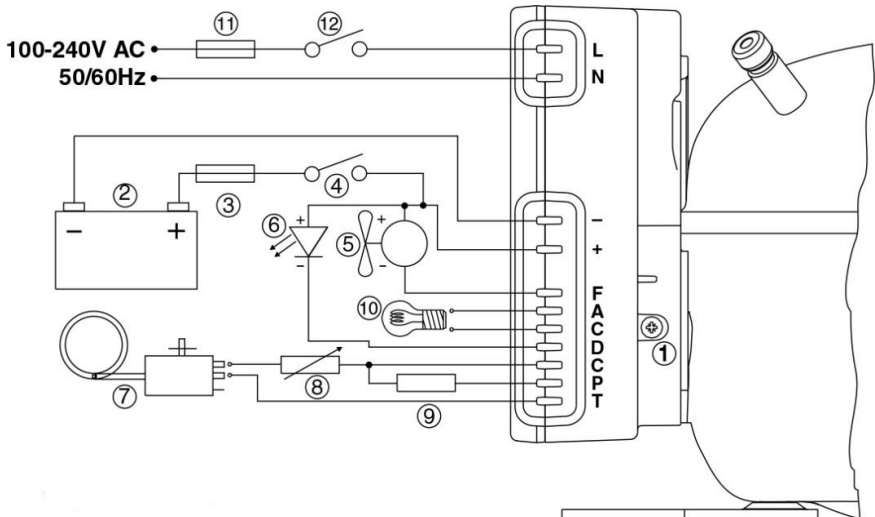 ⑪ ⑫
100-240V AC
50/60Hz
L
N
②
③
④
− +
⑥ + −
⑤ + −
⑩
⑦
⑧
⑨
−
+
F
A
C
D
C
P
T
①